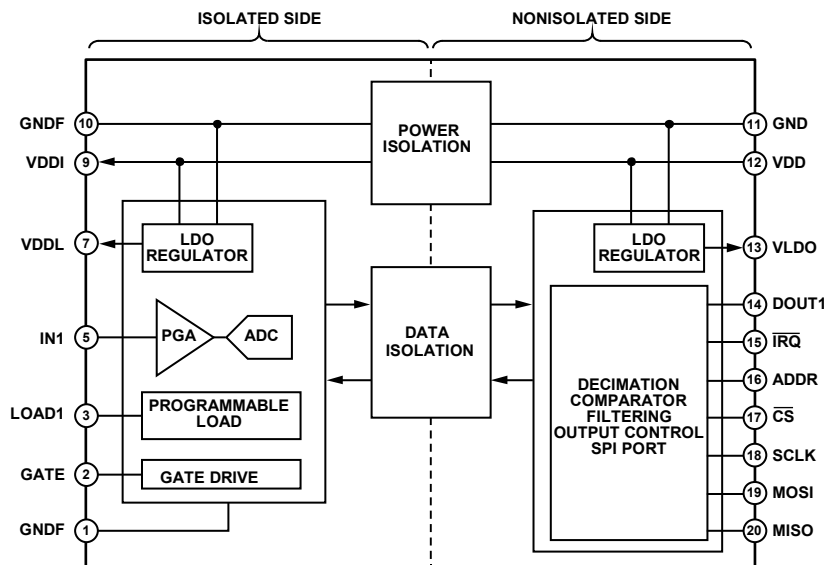 ISOLATED SIDE
NONISOLATED SIDE
GNDF 10
VDDI 9
VDDL 7
IN1 5
LOAD1 3
GATE 2
GNDF 1
LDO
REGULATOR
PGA
ADC
PROGRAMMABLE
LOAD
GATE DRIVE
POWER
ISOLATION
DATA
ISOLATION
LDO
REGULATOR
DECIMATION
COMPARATOR
FILTERING
OUTPUT CONTROL
SPI PORT
11 GND
12 VDD
13 VLDO
14 DOUT1
15 IRQ
16 ADDR
17 CS
18 SCLK
19 MOSI
20 MISO